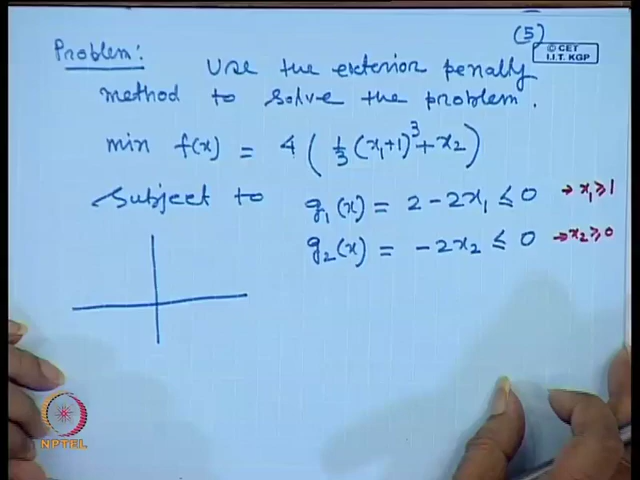 (5)
© CET
I.I.T. KGP
Problem:
Use the exterior penally
method to solve the problem.
min f(x) = 4 ( 1/3 (x₁+1)³ + x₂ )
Subject to g₁(x) = 2 - 2x₁ ≤ 0 → x₁ ≥ 1
g₂(x) = - 2x₂ ≤ 0 → x₂ ≥ 0
NPTEL